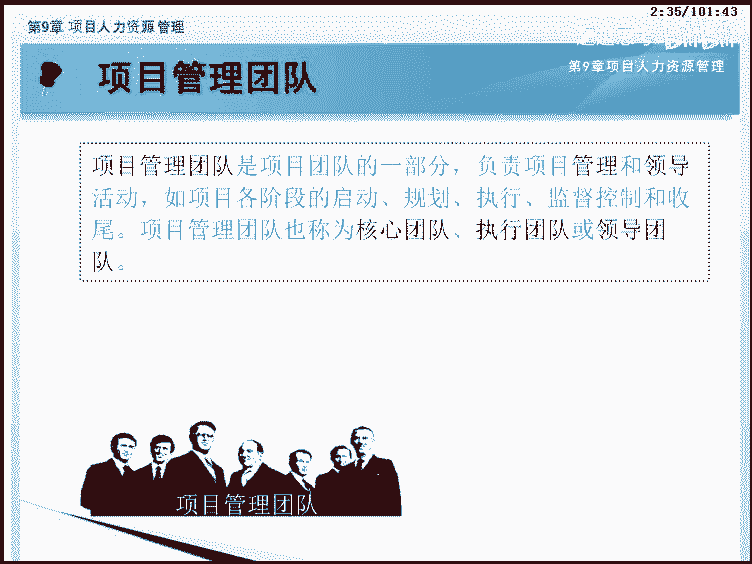 2:35/101:43
第9章 项目人力资源管理
项目管理团队
第9章项目人力资源管理
项目管理团队是项目团队的一部分，负责项目管理和领导
活动，如项目各阶段的启动、规划、执行、监督控制和收
尾。项目管理团队也称为核心团队、执行团队或领导团
队。
项目管理团队